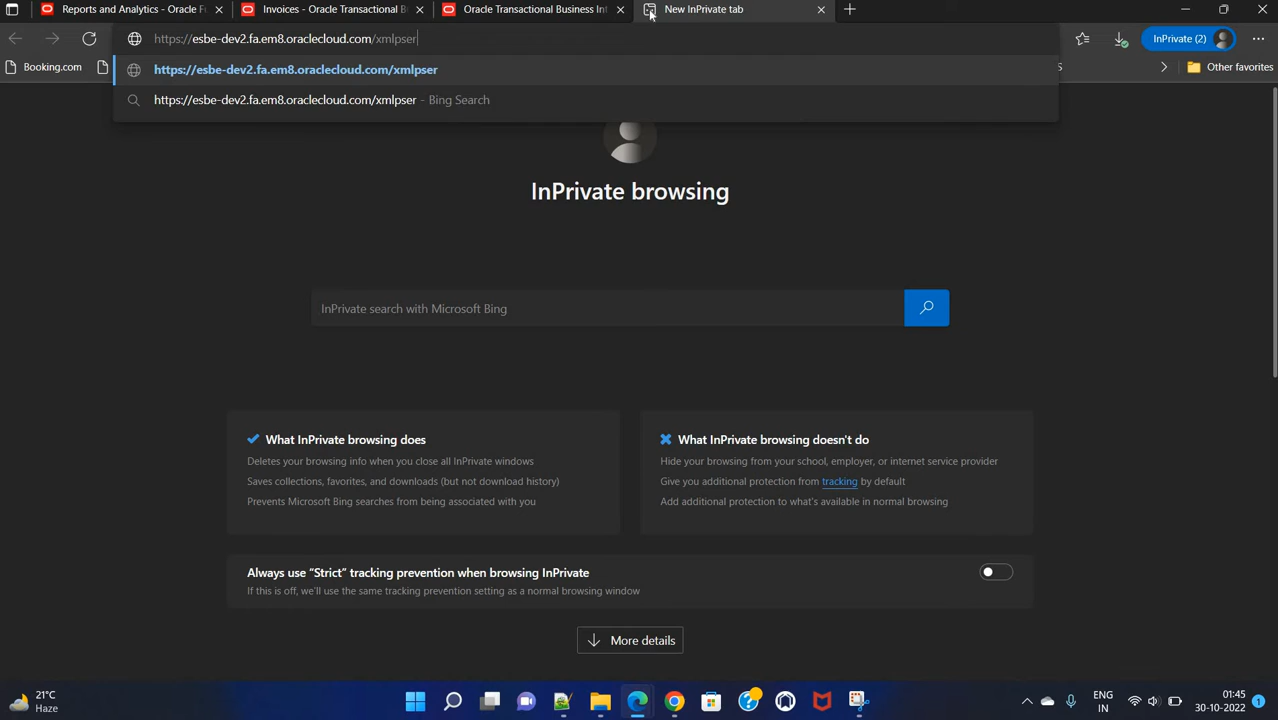 Reports and Analytics - Oracle Fu
Invoices - Oracle Transactional B
Oracle Transactional Business Int
New InPrivate tab
https://esbe-dev2.fa.em8.oraclecloud.com/xmlpser
InPrivate (2)
https://esbe-dev2.fa.em8.oraclecloud.com/xmlpser
https://esbe-dev2.fa.em8.oraclecloud.com/xmlpser - Bing Search
Booking.com
Other favorites
InPrivate browsing
InPrivate search with Microsoft Bing
What InPrivate browsing does
Deletes your browsing info when you close all InPrivate windows
Saves collections, favorites, and downloads (but not download history)
Prevents Microsoft Bing searches from being associated with you
What InPrivate browsing doesn't do
Hide your browsing from your school, employer, or internet service provider
Give you additional protection from tracking by default
Add additional protection to what's available in normal browsing
Always use "Strict" tracking prevention when browsing InPrivate
If this is off, we'll use the same tracking prevention setting as a normal browsing window
More details
21°C
Haze
ENG
IN
01:45
30-10-2022
1